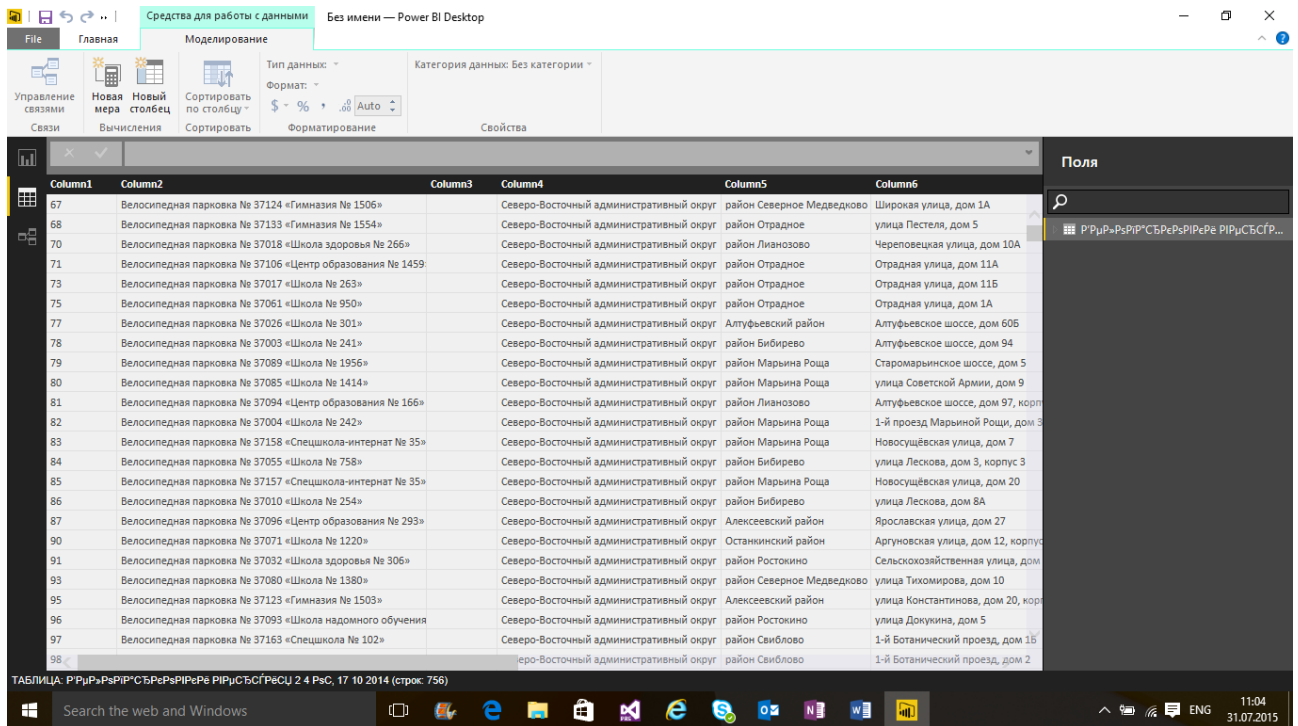 Средства для работы с данными Без имени — Power BI Desktop
File Главная Моделирование
Управление связями
Новая мера
Новый столбец
Сортировать по столбцу
Тип данных:
Формат:
$ % , .00 Auto
Категория данных: Без категории
Связи Вычисления Сортировать Форматирование Свойства
Поля
Column1 Column2 Column3 Column4 Column5 Column6
67 Велосипедная парковка № 37124 «Гимназия № 1506» Северо-Восточный административный округ район Северное Медведково Широкая улица, дом 1А
68 Велосипедная парковка № 37133 «Гимназия № 1554» Северо-Восточный административный округ район Отрадное улица Пестеля, дом 5
70 Велосипедная парковка № 37018 «Школа здоровья № 266» Северо-Восточный административный округ район Лианозово Череповецкая улица, дом 10А
71 Велосипедная парковка № 37106 «Центр образования № 1459 Северо-Восточный административный округ район Отрадное Отрадная улица, дом 11А
73 Велосипедная парковка № 37017 «Школа № 263» Северо-Восточный административный округ район Отрадное Отрадная улица, дом 11Б
75 Велосипедная парковка № 37061 «Школа № 950» Северо-Восточный административный округ район Отрадное Отрадная улица, дом 1А
77 Велосипедная парковка № 37026 «Школа № 301» Северо-Восточный административный округ Алтуфьевский район Алтуфьевское шоссе, дом 60Б
78 Велосипедная парковка № 37003 «Школа № 241» Северо-Восточный административный округ район Бибирево Алтуфьевское шоссе, дом 94
79 Велосипедная парковка № 37089 «Школа № 1956» Северо-Восточный административный округ район Марьина Роща Старомарьинское шоссе, дом 5
80 Велосипедная парковка № 37085 «Школа № 1414» Северо-Восточный административный округ район Марьина Роща улица Советской Армии, дом 9
81 Велосипедная парковка № 37094 «Центр образования № 166» Северо-Восточный административный округ район Лианозово Алтуфьевское шоссе, дом 97, корп
82 Велосипедная парковка № 37004 «Школа № 242» Северо-Восточный административный округ район Марьина Роща 1-й проезд Марьиной Рощи, дом 3
83 Велосипедная парковка № 37158 «Спецшкола-интернат № 35» Северо-Восточный административный округ район Марьина Роща Новосущёвская улица, дом 7
84 Велосипедная парковка № 37055 «Школа № 758» Северо-Восточный административный округ район Бибирево улица Лескова, дом 3, корпус 3
85 Велосипедная парковка № 37157 «Спецшкола-интернат № 35» Северо-Восточный административный округ район Марьина Роща Новосущёвская улица, дом 20
86 Велосипедная парковка № 37010 «Школа № 254» Северо-Восточный административный округ район Бибирево улица Лескова, дом 8А
87 Велосипедная парковка № 37096 «Центр образования № 293» Северо-Восточный административный округ Алексеевский район Ярославская улица, дом 27
90 Велосипедная парковка № 37071 «Школа № 1220» Северо-Восточный административный округ Останкинский район Аргуновская улица, дом 12, корпус
91 Велосипедная парковка № 37032 «Школа здоровья № 306» Северо-Восточный административный округ район Ростокино Сельскохозяйственная улица, дом
93 Велосипедная парковка № 37080 «Школа № 1380» Северо-Восточный административный округ район Северное Медведково улица Тихомирова, дом 10
95 Велосипедная парковка № 37123 «Гимназия № 1503» Северо-Восточный административный округ Алексеевский район улица Константинова, дом 20, кор
96 Велосипедная парковка № 37093 «Школа надомного обучения Северо-Восточный административный округ район Ростокино улица Докукина, дом 5
97 Велосипедная парковка № 37163 «Спецшкола № 102» Северо-Восточный административный округ район Свиблово 1-й Ботанический проезд, дом 1Б
98 еро-Восточный административный округ район Свиблово 1-й Ботанический проезд, дом 2
ТАБЛИЦА: 2 4 17 10 2014 (строк: 756)
Search the web and Windows
ENG 11:04
31.07.2015